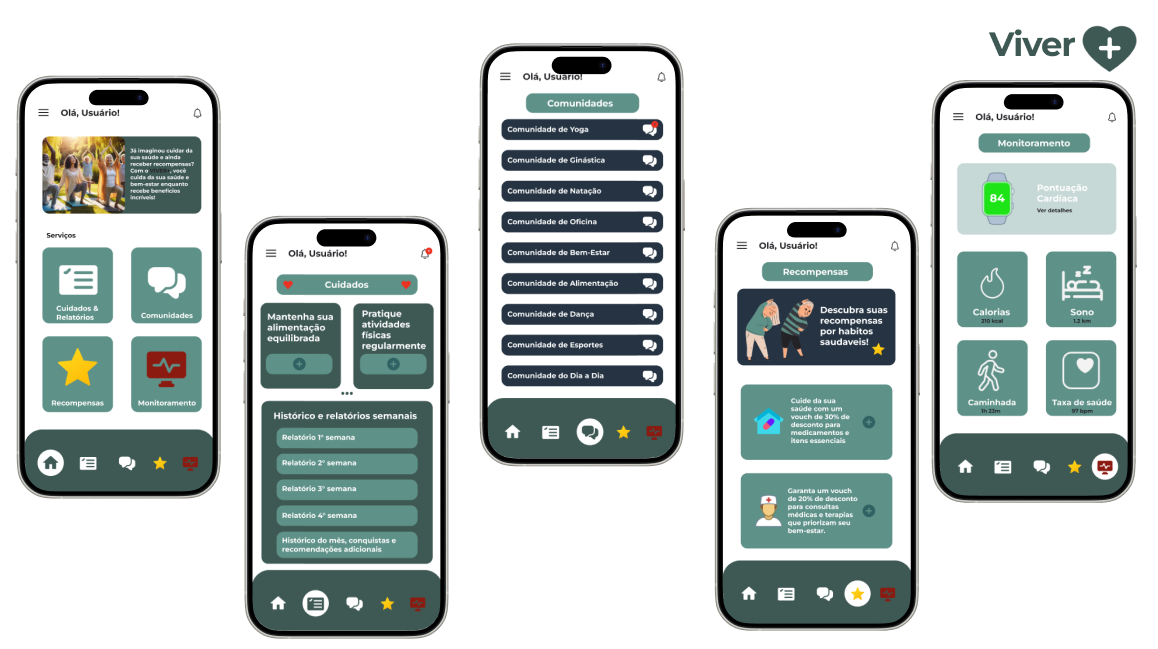 Viver
Olá, Usuário!
Já imaginou cuidar da
sua saúde e ainda
receber recompensas?
Com o VIVER+, você
cuida da sua saúde e
bem-estar enquanto
recebe benefícios
incríveis!
Serviços
Cuidados &
Relatórios
Comunidades
Recompensas
Monitoramento
Olá, Usuário!
Cuidados
Mantenha sua
alimentação
equilibrada
Pratique
atividades
físicas
regularmente
Histórico e relatórios semanais
Relatório 1° semana
Relatório 2° semana
Relatório 3° semana
Relatório 4° semana
Histórico do mês, conquistas e
recomendações adicionais
Olá, Usuário!
Comunidades
Comunidade de Yoga
Comunidade de Ginástica
Comunidade de Natação
Comunidade de Oficina
Comunidade de Bem-Estar
Comunidade de Alimentação
Comunidade de Dança
Comunidade de Esportes
Comunidade do Dia a Dia
Olá, Usuário!
Recompensas
Descubra suas
recompensas
por habitos
saudaveis!
Cuide da sua
saúde com um
vouch de 30% de
desconto para
medicamentos e
itens essenciais
Garanta um vouch
de 20% de desconto
para consultas
médicas e terapias
que priorizam seu
bem-estar.
Olá, Usuário!
Monitoramento
84
Pontuação
Cardíaca
Ver detalhes
Calorias
210 kcal
Sono
1.2 km
Caminhada
1h 23m
Taxa de saúde
97 bpm